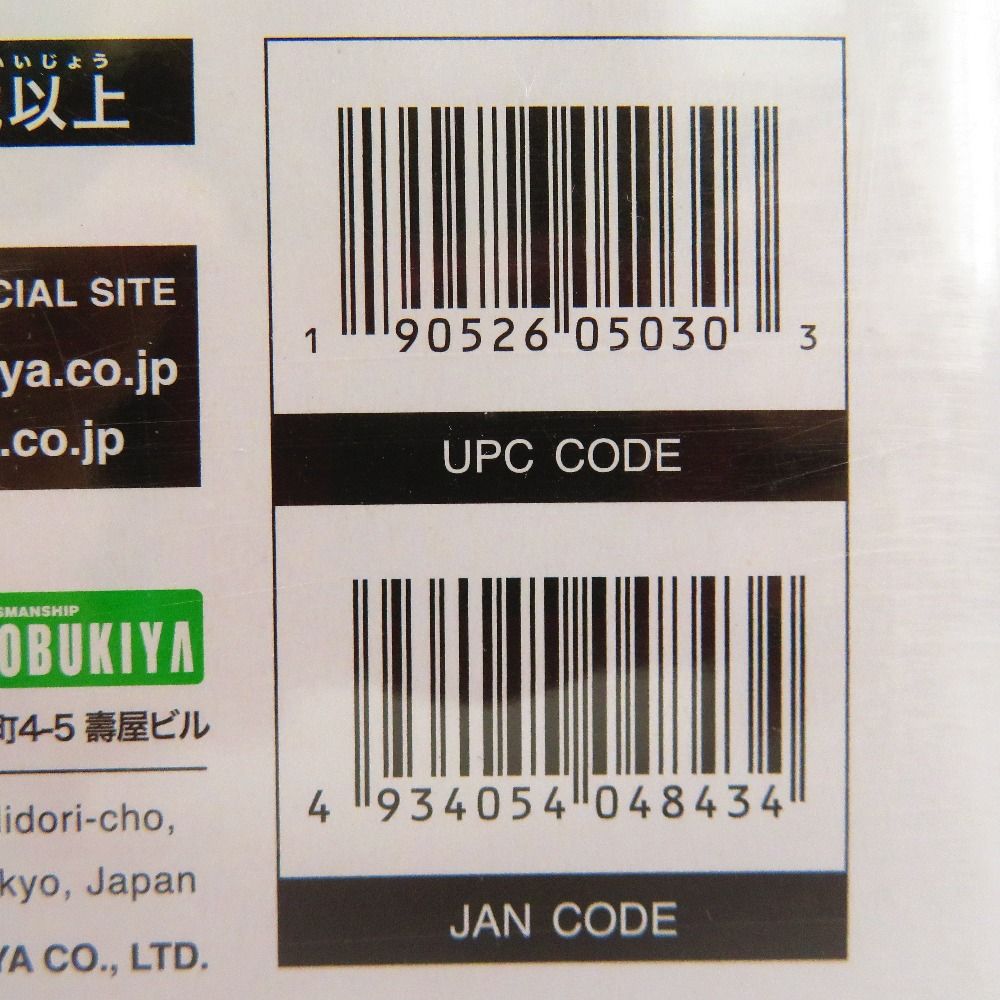 いじょう
以上
CIAL SITE
ya.co.jp
.co.jp
SMANSHIP
OBUKIYA
町4-5 壽屋ビル
idori-cho,
kyo, Japan
YA CO., LTD.
1 90526 05030 3
UPC CODE
4 934054 048434
JAN CODE